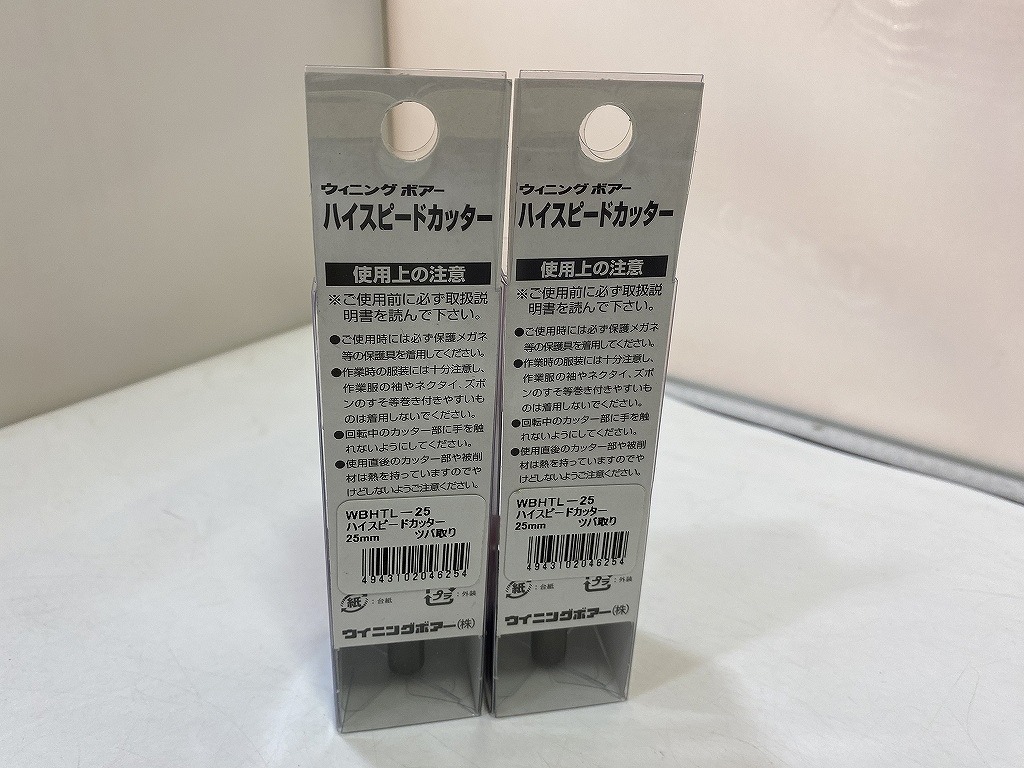 ウィニング ボアー
ハイスピードカッター
使用上の注意
※ご使用前に必ず取扱説
明書を読んで下さい。
●ご使用時には必ず保護メガネ
等の保護具を着用してください。
●作業時の服装には十分注意し、
作業服の袖やネクタイ、ズボ
ンのすそ等巻き付きやすいも
のは着用しないでください。
●回転中のカッター部に手を触
れないようにしてください。
●使用直後のカッター部や被削
材は熱を持っていますのでや
けどしないようご注意ください。
WBHTL－25
ハイスピードカッター
25mm ツバ取り
4943102046254
紙 :台紙 プラ :外装
ウイニングボアー(株)
ウィニング ボアー
ハイスピードカッター
使用上の注意
※ご使用前に必ず取扱説
明書を読んで下さい。
●ご使用時には必ず保護メガネ
等の保護具を着用してください。
●作業時の服装には十分注意し、
作業服の袖やネクタイ、ズボ
ンのすそ等巻き付きやすいも
のは着用しないでください。
●回転中のカッター部に手を触
れないようにしてください。
●使用直後のカッター部や被削
材は熱を持っていますのでや
けどしないようご注意ください。
WBHTL－25
ハイスピードカッター
25mm ツバ取り
4943102046254
紙 :台紙 プラ :外装
ウイニングボアー(株)